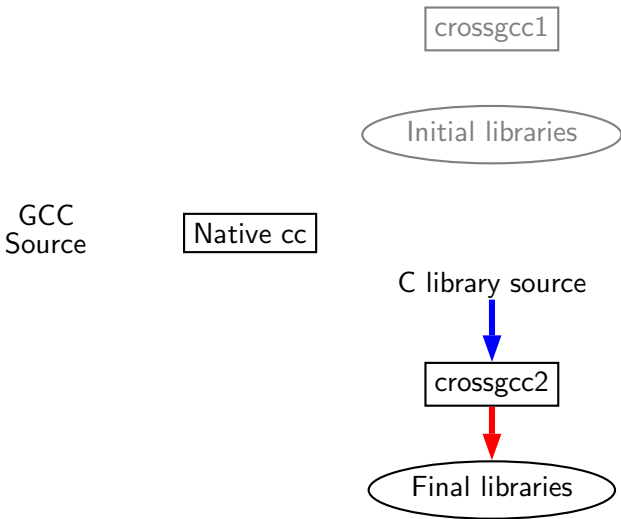 crossgcc1
Initial libraries
GCC
Source
Native cc
C library source
crossgcc2
Final libraries